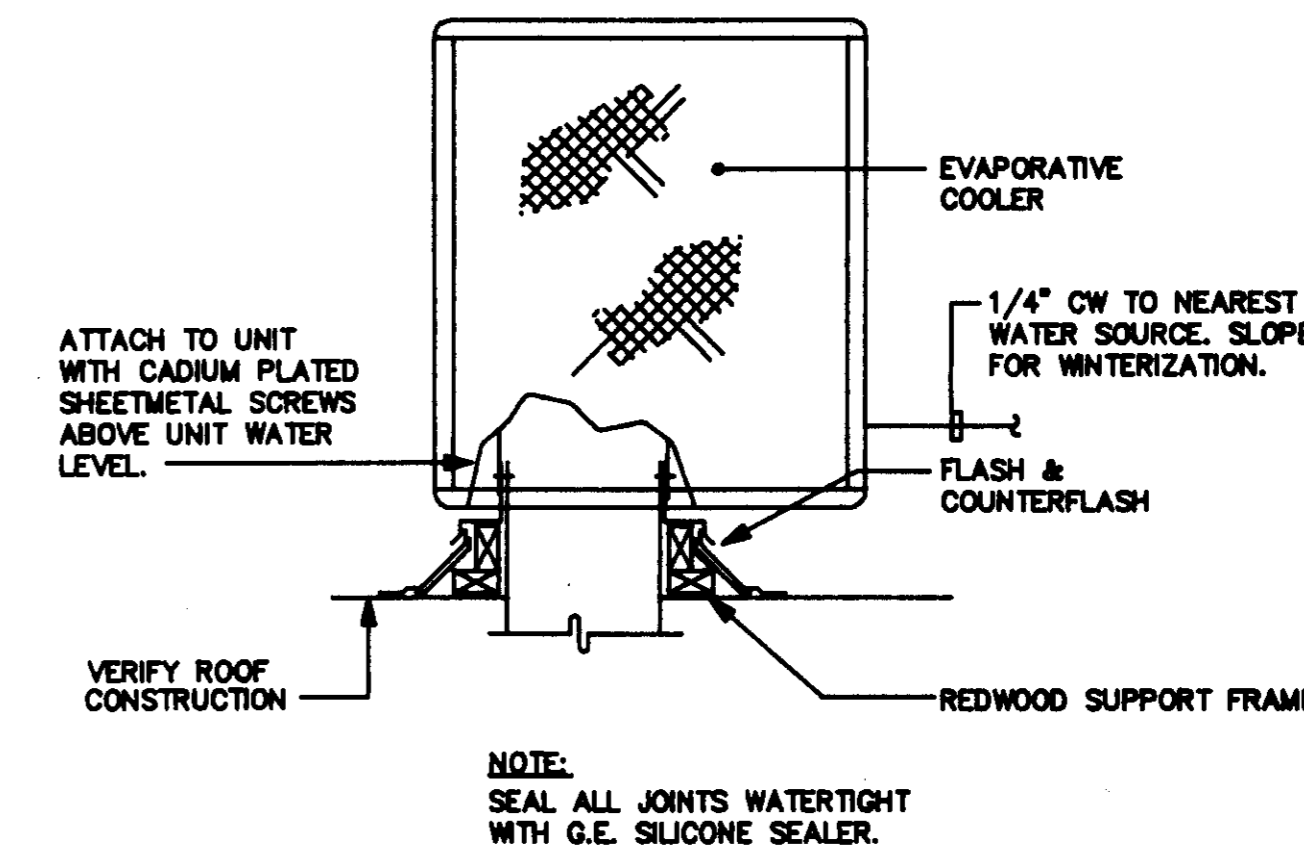 EVAPORATIVE
COOLER
1/4" CW TO NEAREST
WATER SOURCE. SLOPE
FOR WINTERIZATION.
ATTACH TO UNIT
WITH CADIUM PLATED
SHEETMETAL SCREWS
ABOVE UNIT WATER
LEVEL.
FLASH &
COUNTERFLASH
VERIFY ROOF
CONSTRUCTION
REDWOOD SUPPORT FRAME
NOTE:
SEAL ALL JOINTS WATERTIGHT
WITH G.E. SILICONE SEALER.